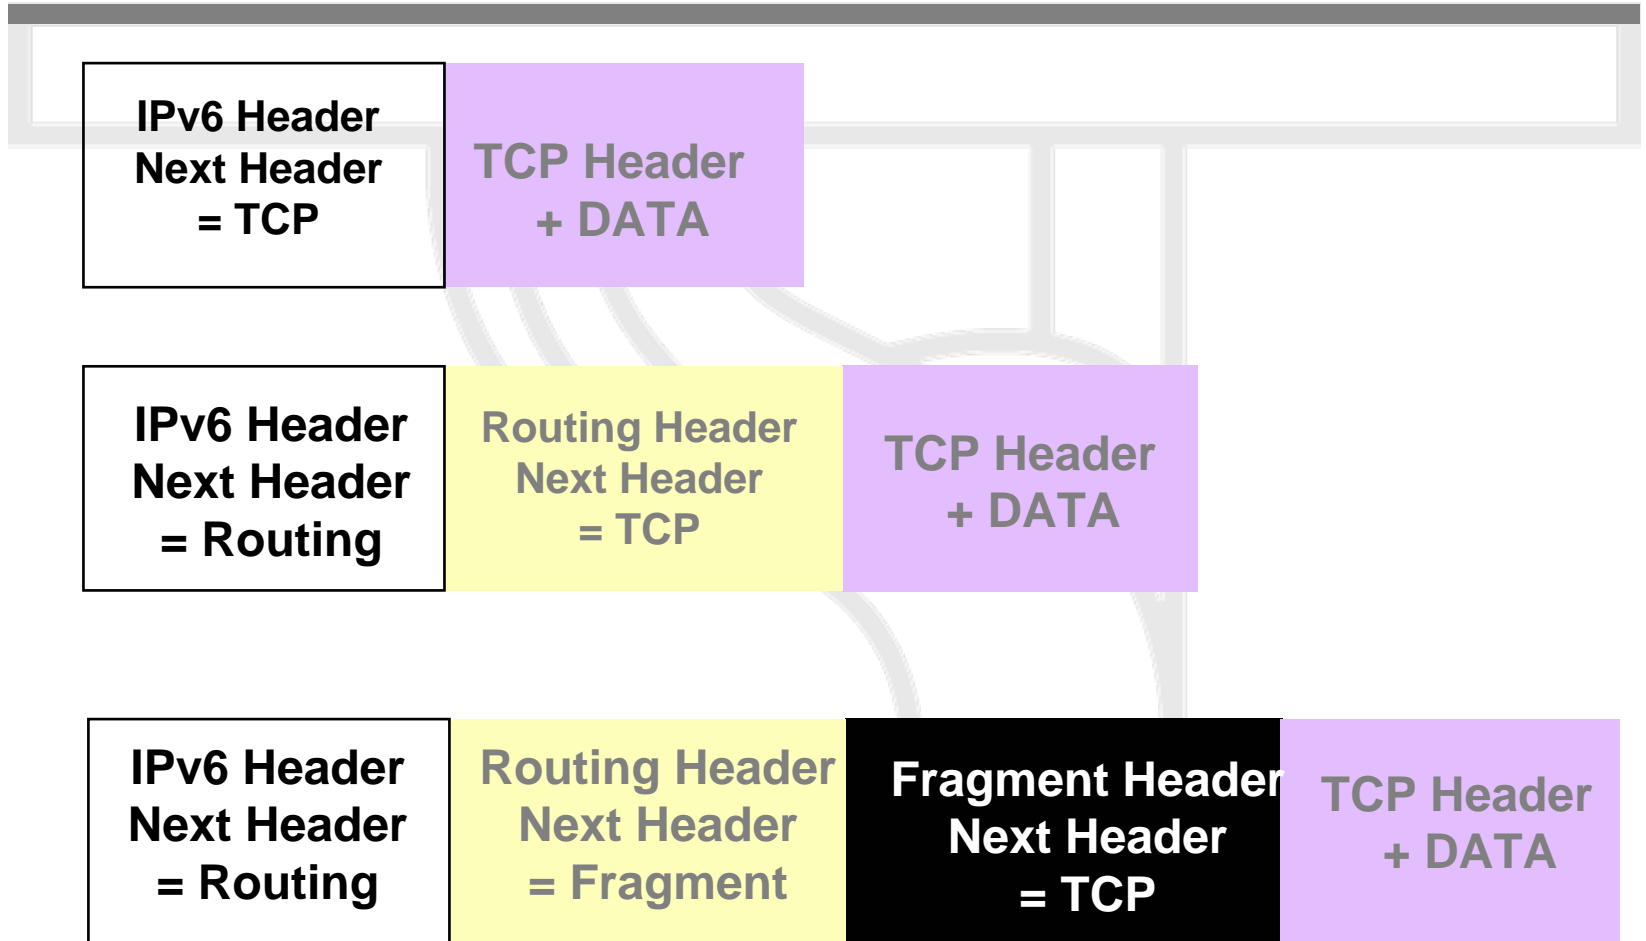 IPv6 Header
Next Header
= TCP
TCP Header
+ DATA
IPv6 Header
Next Header
= Routing
Routing Header
Next Header
= TCP
TCP Header
+ DATA
IPv6 Header
Next Header
= Routing
Routing Header
Next Header
= Fragment
Fragment Header
Next Header
= TCP
TCP Header
+ DATA